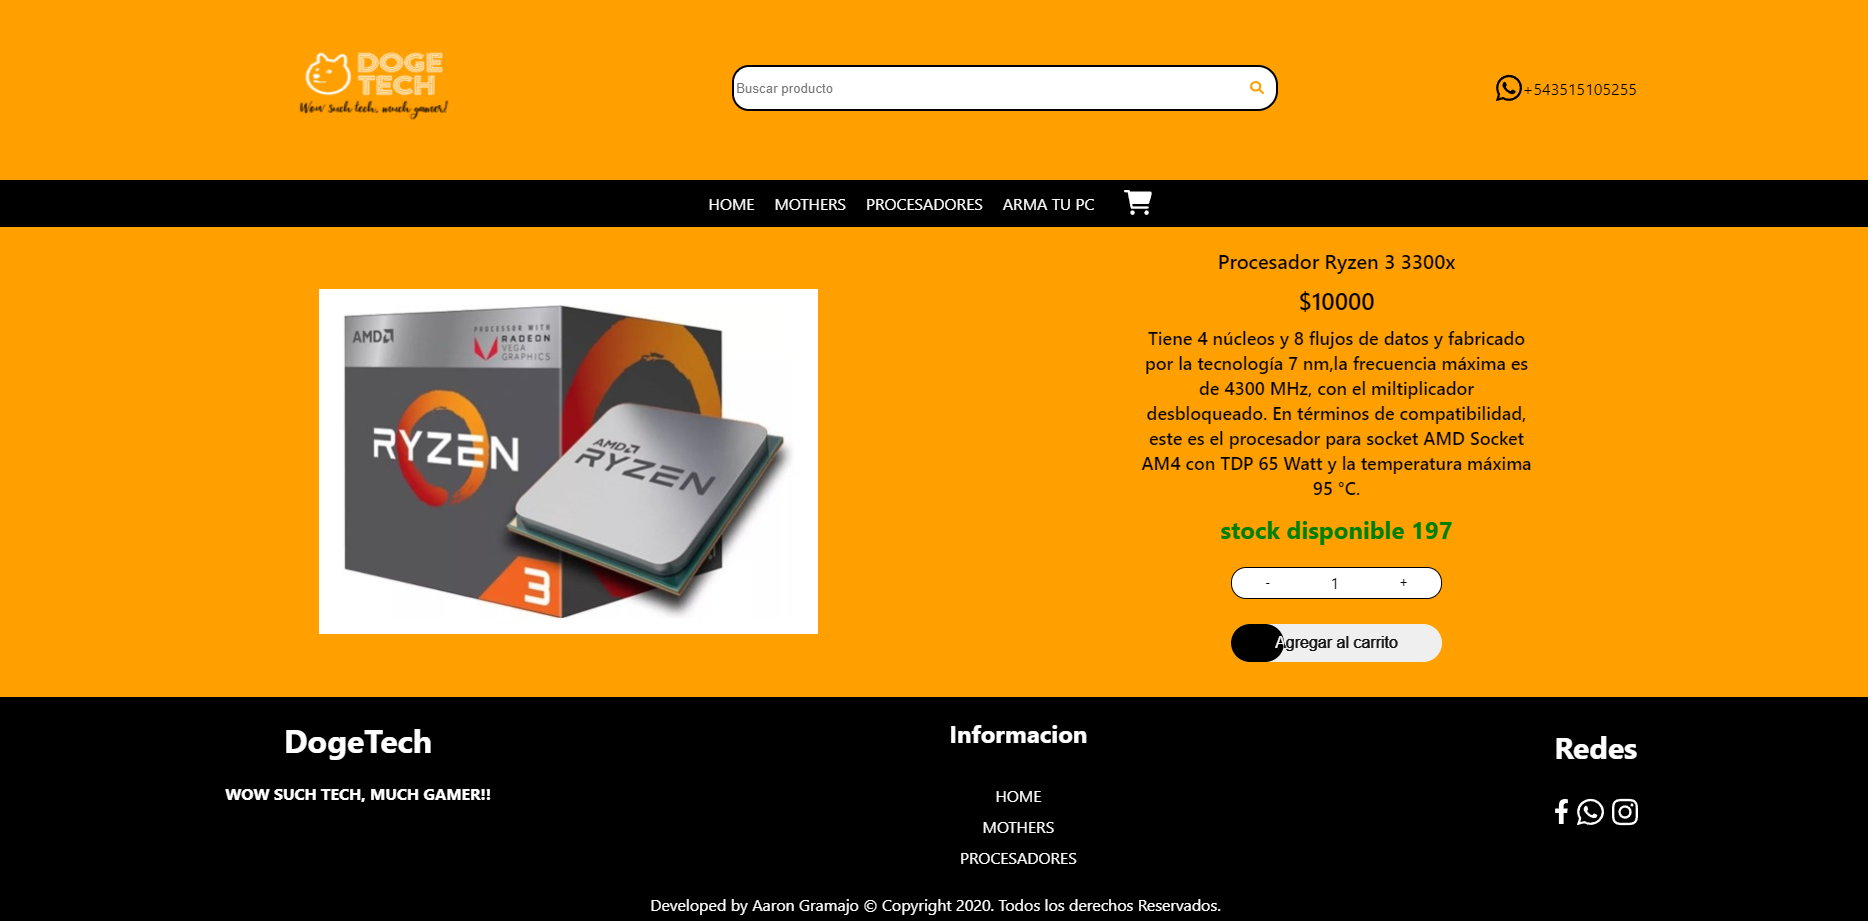 DOGE
TECH
Wow such tech, much gamer!
Buscar producto
+543515105255
HOME MOTHERS PROCESADORES ARMA TU PC
AMD
PROCESSOR WITH
RADEON
VEGA
GRAPHICS
RYZEN
3
AMD
RYZEN
Procesador Ryzen 3 3300x
$10000
Tiene 4 núcleos y 8 flujos de datos y fabricado
por la tecnología 7 nm,la frecuencia máxima es
de 4300 MHz, con el miltiplicador
desbloqueado. En términos de compatibilidad,
este es el procesador para socket AMD Socket
AM4 con TDP 65 Watt y la temperatura máxima
95 °C.
stock disponible 197
- 1 +
Agregar al carrito
DogeTech
WOW SUCH TECH, MUCH GAMER!!
Informacion
HOME
MOTHERS
PROCESADORES
Redes
Developed by Aaron Gramajo © Copyright 2020. Todos los derechos Reservados.